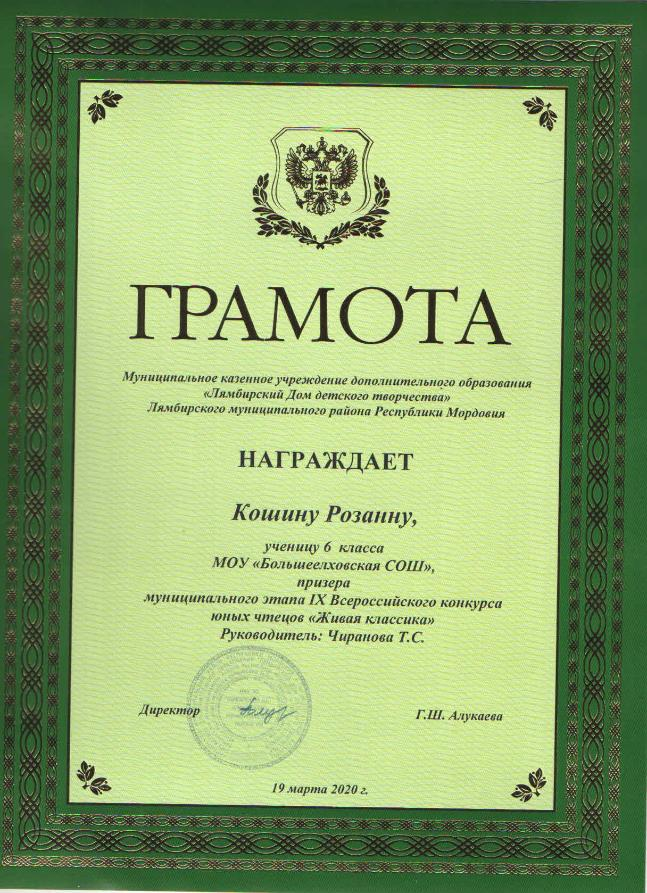 ГРАМОТА
Муниципальное казенное учреждение дополнительного образования
«Лямбирский Дом детского творчества»
Лямбирского муниципального района Республики Мордовия
НАГРАЖДАЕТ
Кошину Розанну,
ученицу 6 класса
МОУ «Большеелховская СОШ»,
призера
муниципального этапа IX Всероссийского конкурса
юных чтецов «Живая классика»
Руководитель: Чиранова Т.С.
Директор Г.Ш. Алукаева
19 марта 2020 г.